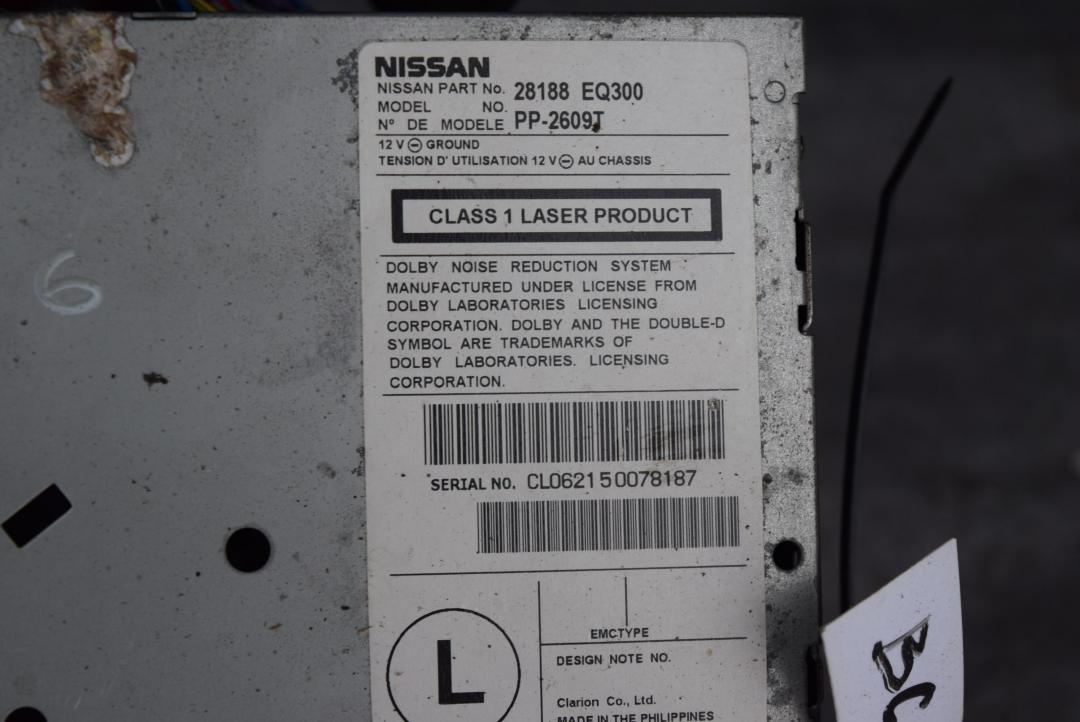 NISSAN
NISSAN PART No. 28188 EQ300
MODEL NO.
Nº DE MODELE PP-2609T
12 V ⊖ GROUND
TENSION D' UTILISATION 12 V ⊖ AU CHASSIS
CLASS 1 LASER PRODUCT
DOLBY NOISE REDUCTION SYSTEM
MANUFACTURED UNDER LICENSE FROM
DOLBY LABORATORIES LICENSING
CORPORATION. DOLBY AND THE DOUBLE-D
SYMBOL ARE TRADEMARKS OF
DOLBY LABORATORIES. LICENSING
CORPORATION.
SERIAL NO. CL062150078187
L
EMCTYPE
DESIGN NOTE NO.
Clarion Co., Ltd.
MADE IN THE PHILIPPINES
6